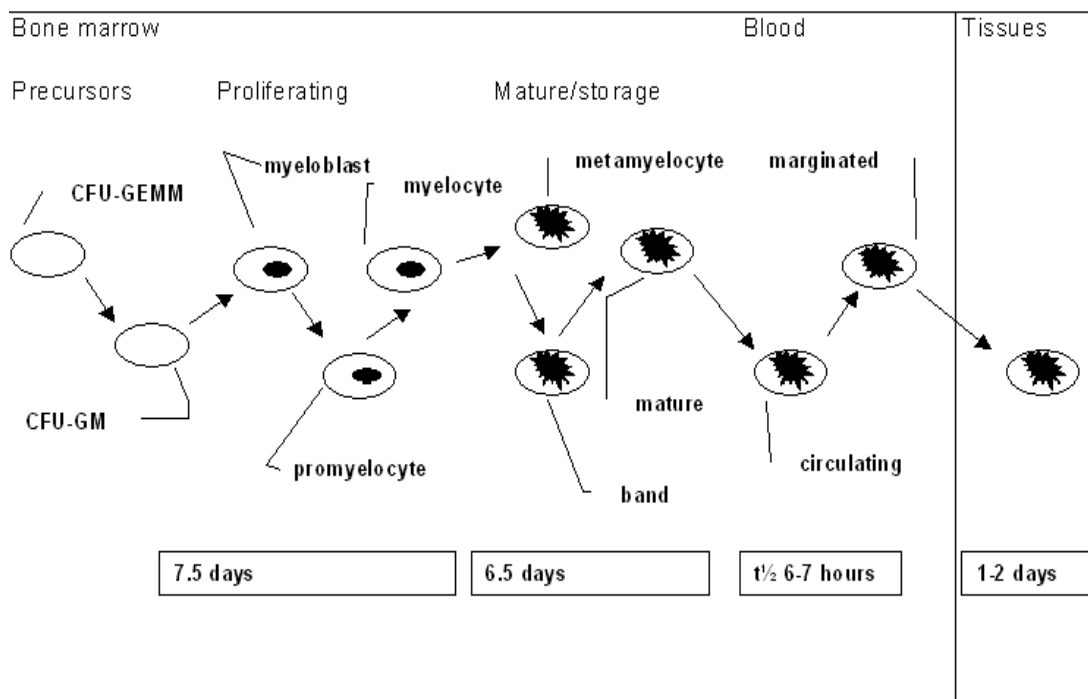 Bone marrow
Blood
Tissues
Precursors
Proliferating
Mature/storage
myeloblast
metamyelocyte
marginated
CFU-GEMM
myelocyte
CFU-GM
mature
promyelocyte
circulating
band
7.5 days
6.5 days
t½ 6-7 hours
1-2 days